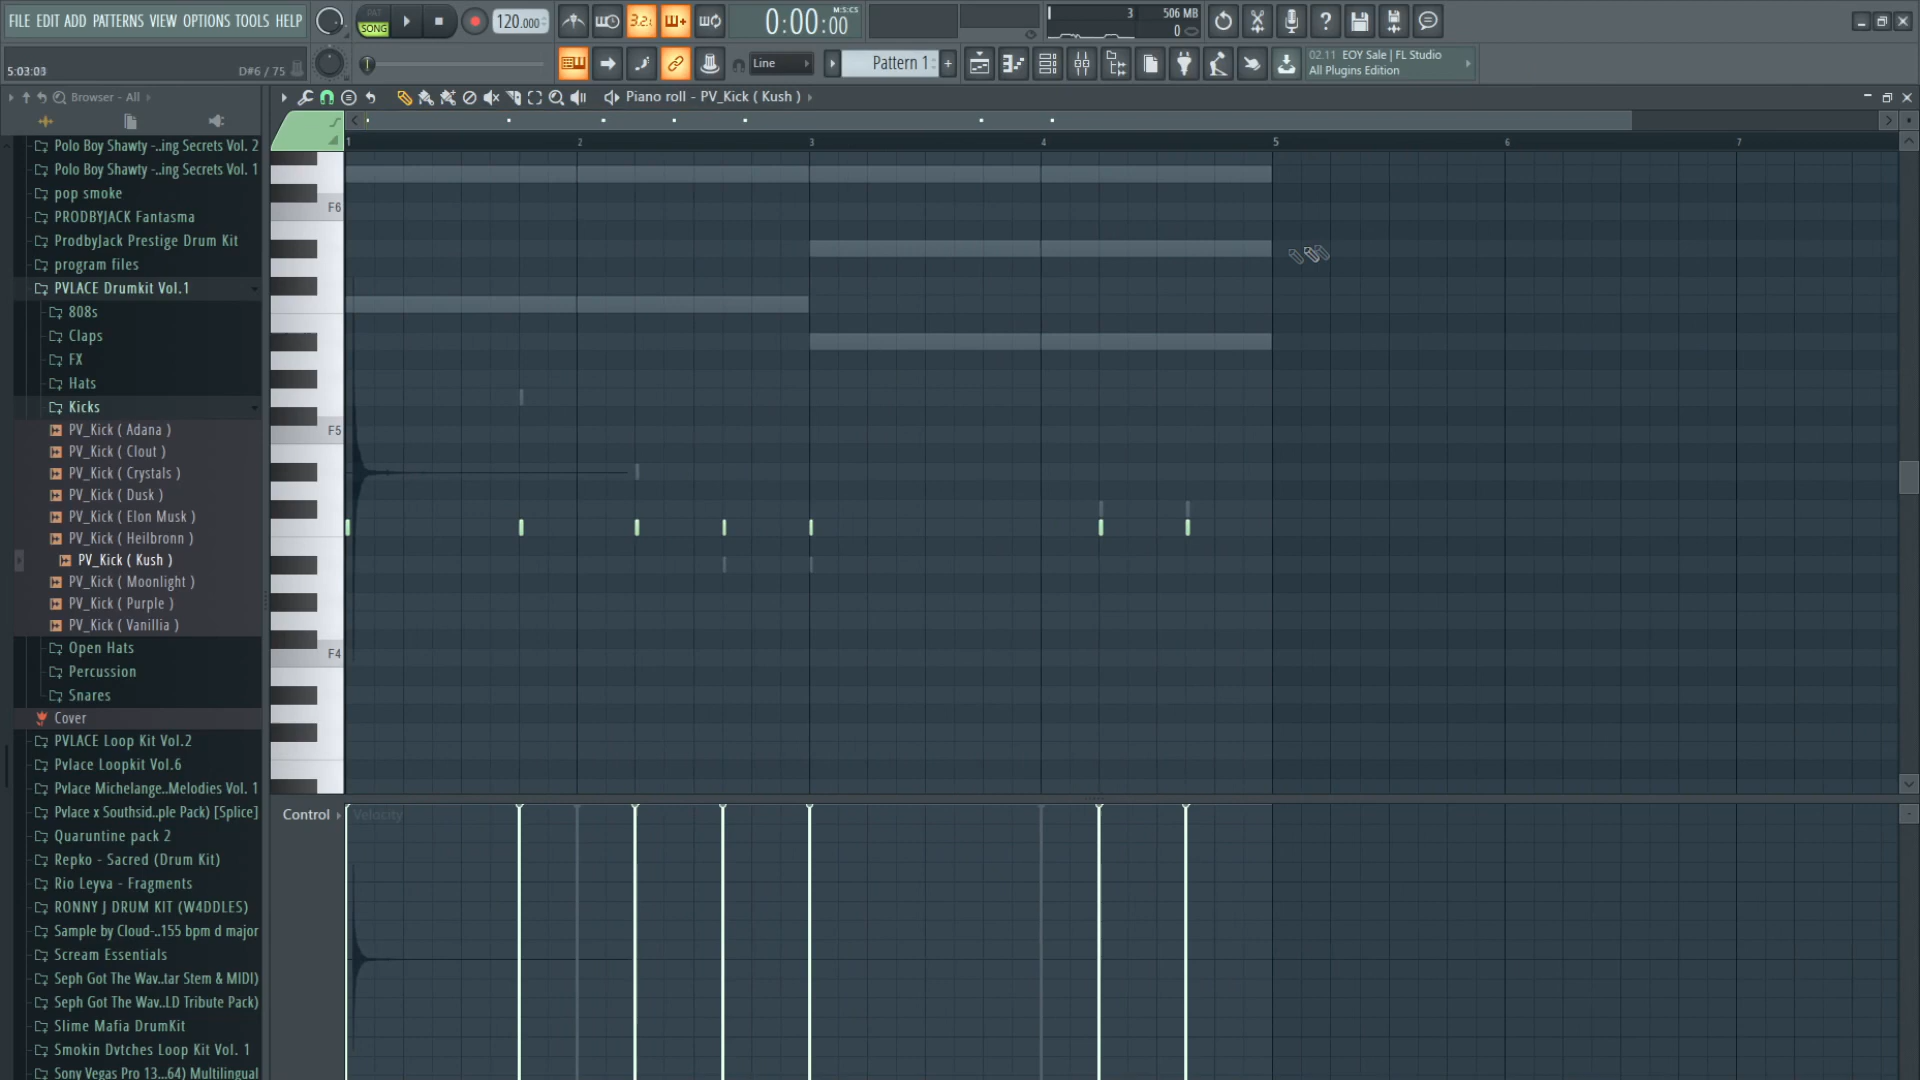 FILE EDIT ADD PATTERNS VIEW OPTIONS TOOLS HELP
PAT
SONG
120.000
3.2
0:00:00
M:S:CS
3
506 MB
0
5:03:03
D#6 / 75
Line
Pattern 1
02.11 EOY Sale | FL Studio
All Plugins Edition
Browser - All
Piano roll - PV_Kick ( Kush )
1
2
3
4
5
6
7
Polo Boy Shawty -..ing Secrets Vol. 2
Polo Boy Shawty -..ing Secrets Vol. 1
pop smoke
PRODBYJACK Fantasma
ProdbyJack Prestige Drum Kit
program files
PVLACE Drumkit Vol.1
808s
Claps
FX
Hats
Kicks
PV_Kick ( Adana )
PV_Kick ( Clout )
PV_Kick ( Crystals )
PV_Kick ( Dusk )
PV_Kick ( Elon Musk )
PV_Kick ( Heilbronn )
PV_Kick ( Kush )
PV_Kick ( Moonlight )
PV_Kick ( Purple )
PV_Kick ( Vanillia )
Open Hats
Percussion
Snares
Cover
PVLACE Loop Kit Vol.2
Pvlace Loopkit Vol.6
Pvlace Michelange..Melodies Vol. 1
Pvlace x Southsid..ple Pack) [Splice]
Quaruntine pack 2
Repko - Sacred (Drum Kit)
Rio Leyva - Fragments
RONNY J DRUM KIT (W4DDLES)
Sample by Cloud-..155 bpm d major
Scream Essentials
Seph Got The Wav..tar Stem & MIDI)
Seph Got The Wav..LD Tribute Pack)
Slime Mafia DrumKit
Smokin Dvtches Loop Kit Vol. 1
Sony Vegas Pro 13...64) Multilingual
F6
F5
F4
Control
Velocity